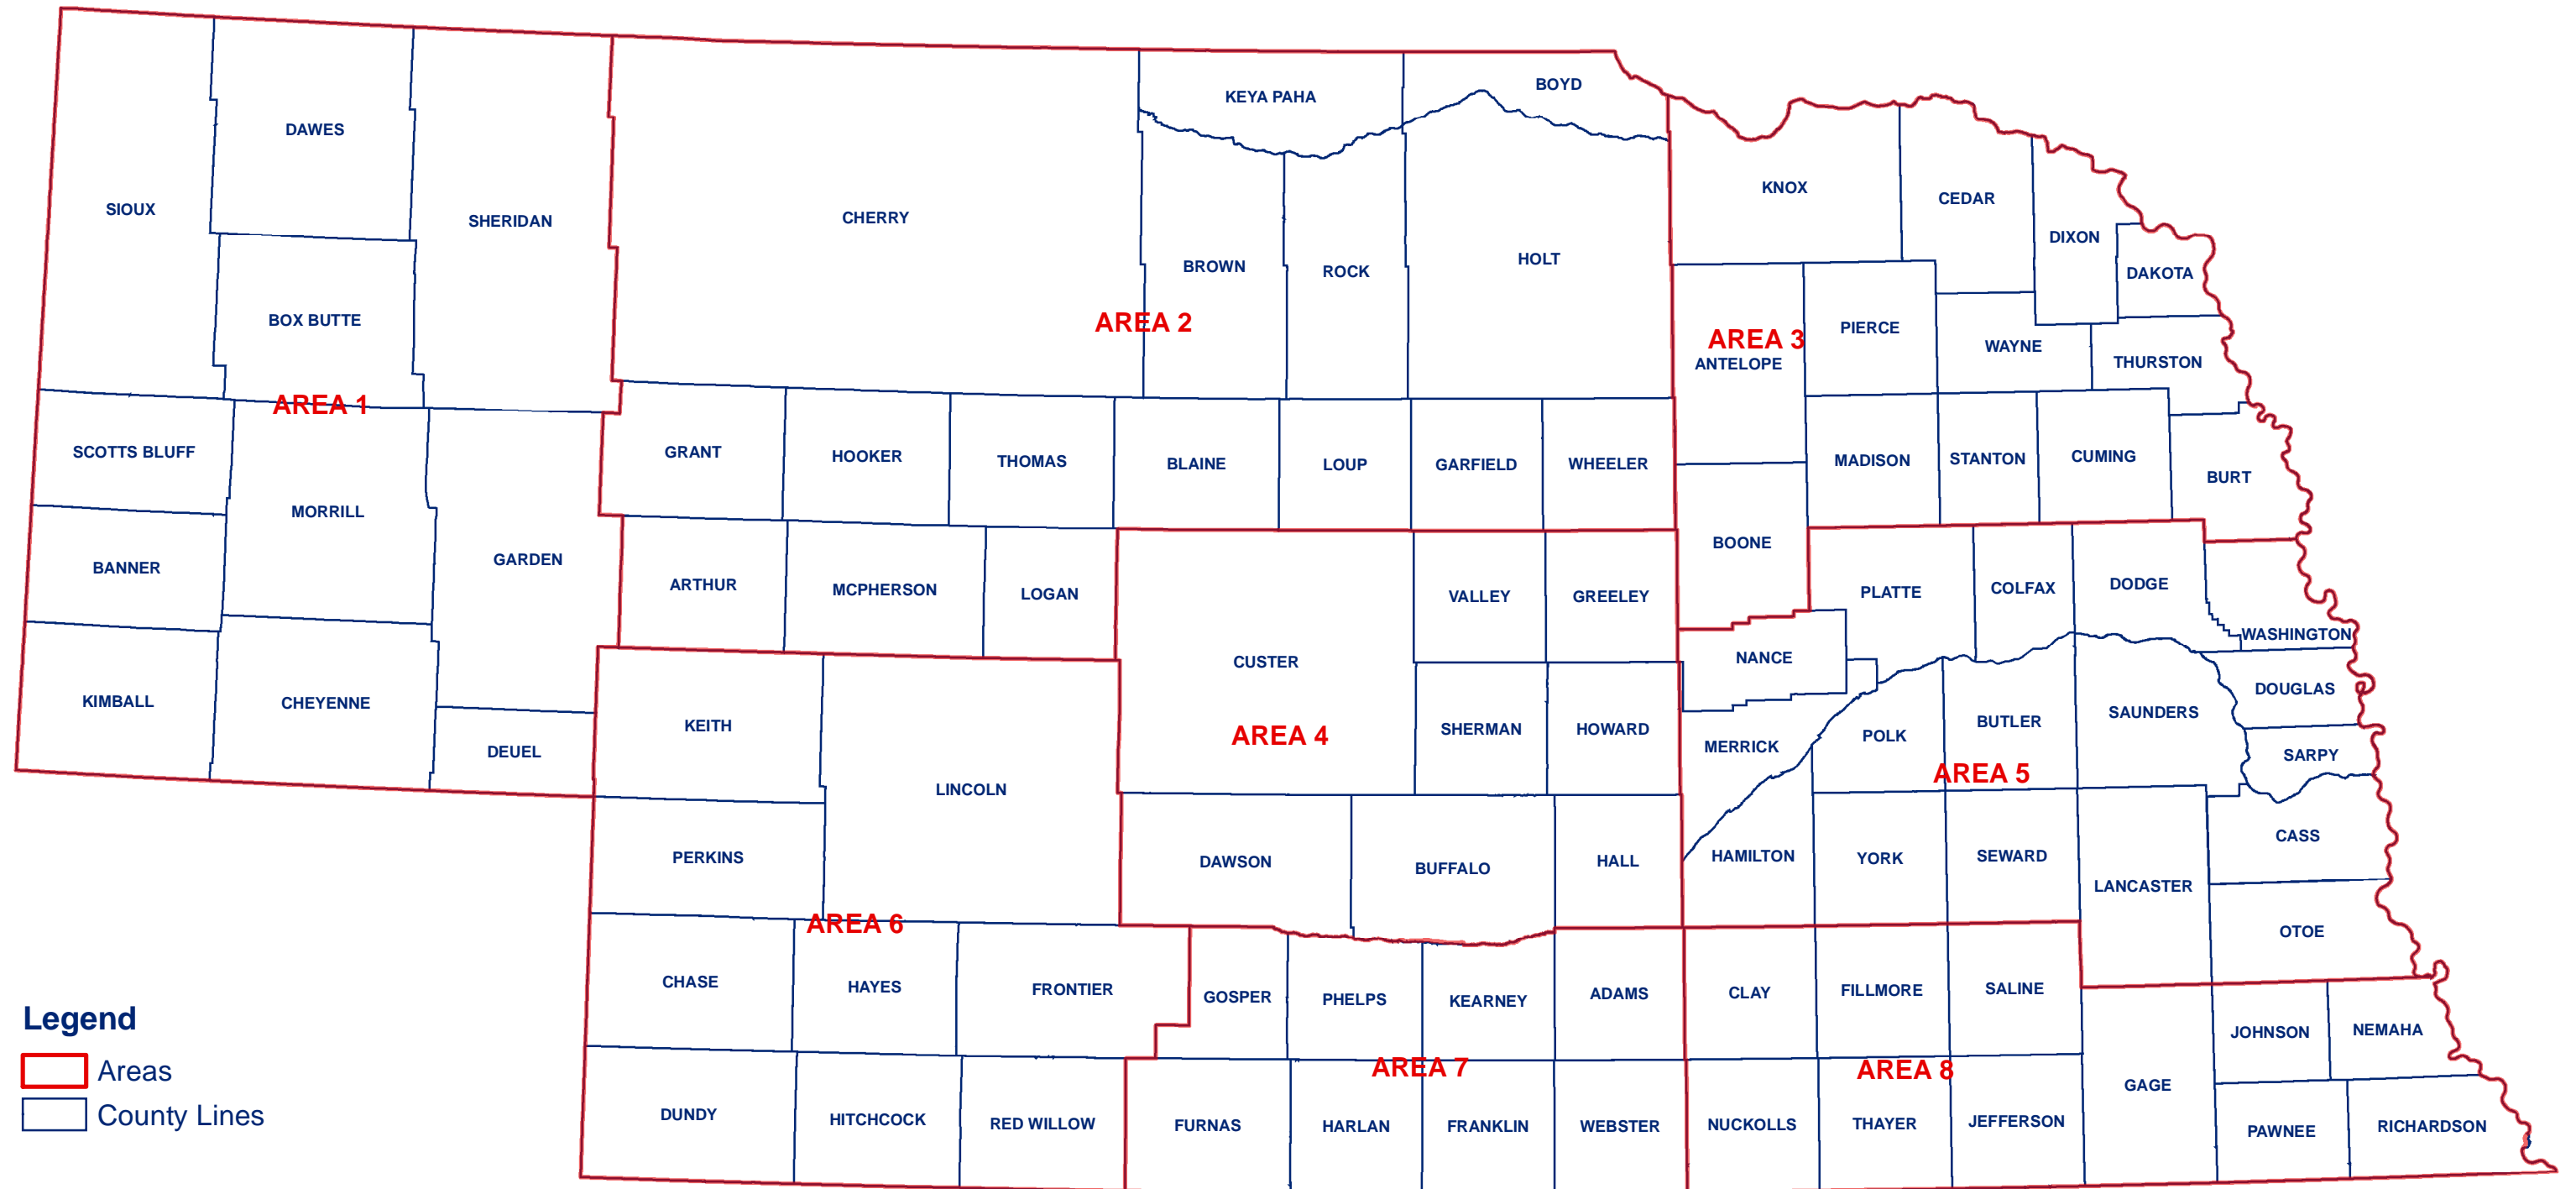 BOYD
KEYA PAHA
DAWES
KNOX
CEDAR
SIOUX
CHERRY
SHERIDAN
DIXON
HOLT
BROWN
ROCK
DAKOTA
BOX BUTTE
AREA 2
PIERCE
AREA 3
WAYNE
THURSTON
ANTELOPE
AREA 1
SCOTTS BLUFF
GRANT
HOOKER
THOMAS
BLAINE
LOUP
GARFIELD
WHEELER
MADISON
STANTON
CUMING
BURT
MORRILL
BOONE
GARDEN
BANNER
ARTHUR
MCPHERSON
LOGAN
VALLEY
GREELEY
PLATTE
COLFAX
DODGE
WASHINGTON
CUSTER
NANCE
DOUGLAS
KIMBALL
CHEYENNE
KEITH
SHERMAN
HOWARD
AREA 4
MERRICK
POLK
BUTLER
SAUNDERS
DEUEL
SARPY
AREA 5
LINCOLN
CASS
PERKINS
DAWSON
BUFFALO
HALL
HAMILTON
YORK
SEWARD
LANCASTER
AREA 6
OTOE
CHASE
HAYES
FRONTIER
GOSPER
PHELPS
KEARNEY
ADAMS
CLAY
FILLMORE
SALINE
JOHNSON
NEMAHA
AREA 7
AREA 8
GAGE
DUNDY
HITCHCOCK
RED WILLOW
FURNAS
HARLAN
FRANKLIN
WEBSTER
NUCKOLLS
THAYER
JEFFERSON
PAWNEE
RICHARDSON
Legend
Areas
County Lines